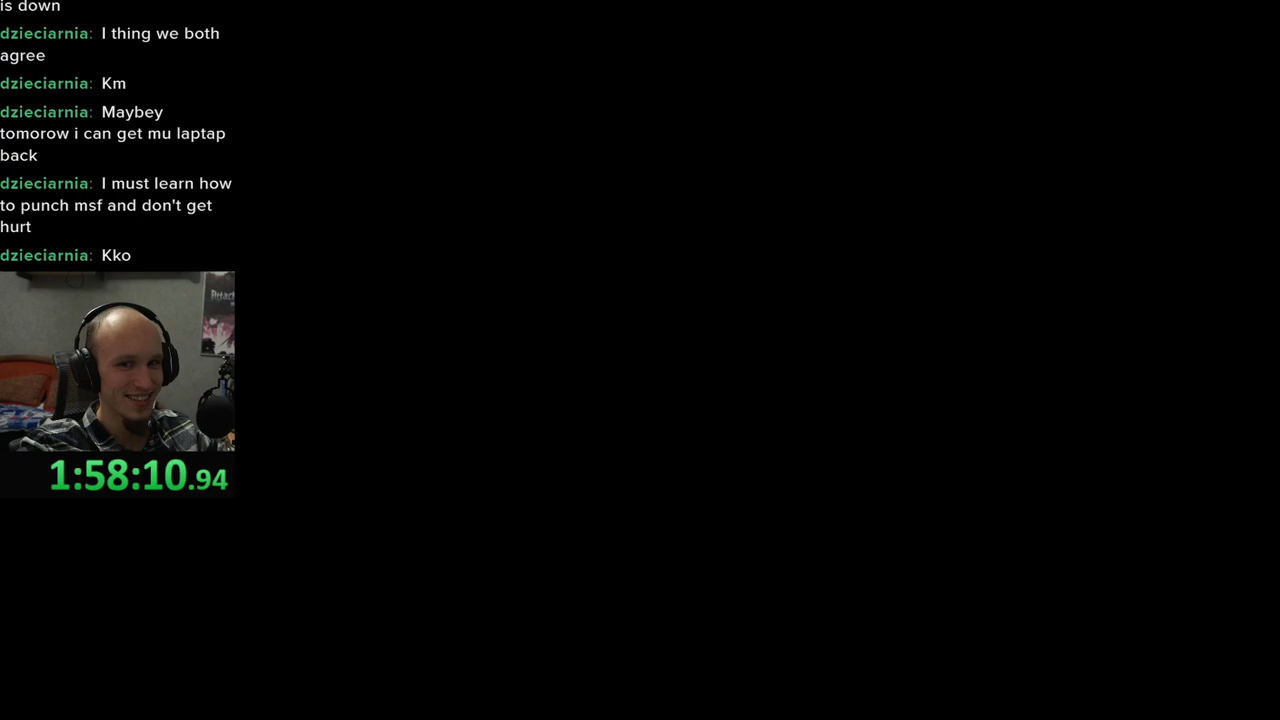 is down
dzieciarnia: I thing we both
agree
dzieciarnia: Km
dzieciarnia: Maybey
tomorow i can get mu laptap
back
dzieciarnia: I must learn how
to punch msf and don't get
hurt
dzieciarnia: Kko
Attack
1:58:10.94